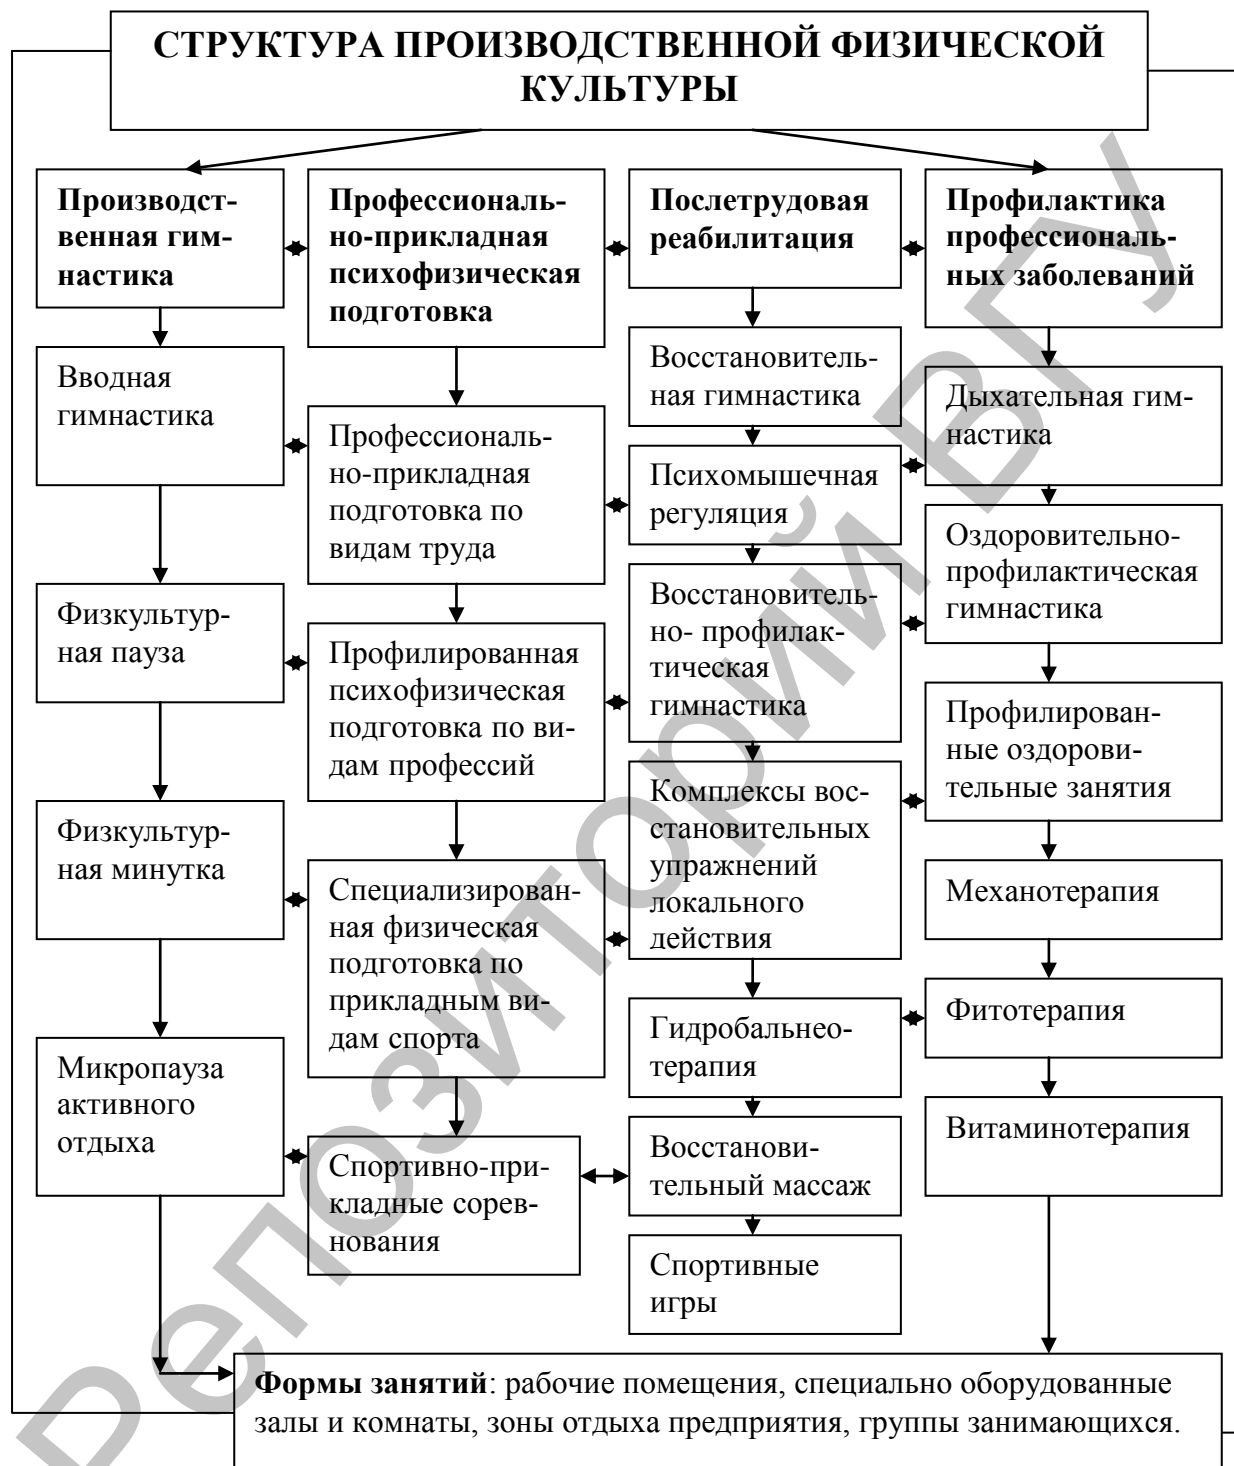 СТРУКТУРА ПРОИЗВОДСТВЕННОЙ ФИЗИЧЕСКОЙ
КУЛЬТУРЫ
Производст-
венная гим-
настика
Вводная
гимнастика
Физкультур-
ная пауза
Физкультур-
ная минутка
Микропауза
активного
отдыха
Профессиональ-
но-прикладная
психофизическая
подготовка
Профессиональ-
но-прикладная
подготовка по
видам труда
Профилированная
психофизическая
подготовка по ви-
дам профессий
Специализирован-
ная физическая
подготовка по
прикладным ви-
дам спорта
Спортивно-при-
кладные сорев-
нования
Послетрудовая
реабилитация
Восстановитель-
ная гимнастика
Психомышечная
регуляция
Восстановитель-
но- профилак-
тическая
гимнастика
Комплексы вос-
становительных
упражнений
локального
действия
Гидробальнео-
терапия
Восстанови-
тельный массаж
Спортивные
игры
Профилактика
профессиональ-
ных заболеваний
Дыхательная гим-
настика
Оздоровительно-
профилактическая
гимнастика
Профилирован-
ные оздорови-
тельные занятия
Механотерапия
Фитотерапия
Витаминотерапия
Формы занятий: рабочие помещения, специально оборудованные
залы и комнаты, зоны отдыха предприятия, группы занимающихся.
Репозиторий ВГУ